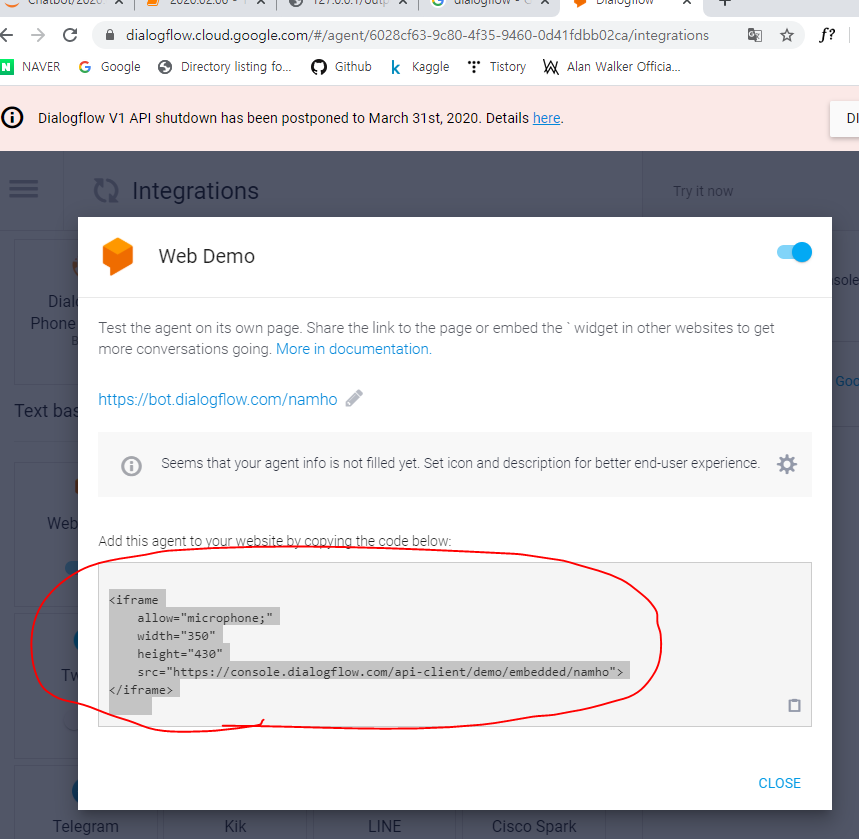 2020.02.06 -
127.0.0.1/outp
dialogflow - C
Dialogflow
dialogflow.cloud.google.com/#/agent/6028cf63-9c80-4f35-9460-0d41fdbb02ca/integrations
f?
N NAVER Google Directory listing fo... Github k Kaggle Tistory Alan Walker Officia...
Dialogflow V1 API shutdown has been postponed to March 31st, 2020. Details here.
DI
Integrations
Try it now
Web Demo
Dial
Phone
Test the agent on its own page. Share the link to the page or embed the ` widget in other websites to get
more conversations going. More in documentation.
Goo
https://bot.dialogflow.com/namho
Text bas
Seems that your agent info is not filled yet. Set icon and description for better end-user experience.
Web
Add this agent to your website by copying the code below:
<iframe
allow="microphone;"
width="350"
height="430"
src="https://console.dialogflow.com/api-client/demo/embedded/namho">
</iframe>
Tw
CLOSE
Telegram Kik LINE Cisco Spark